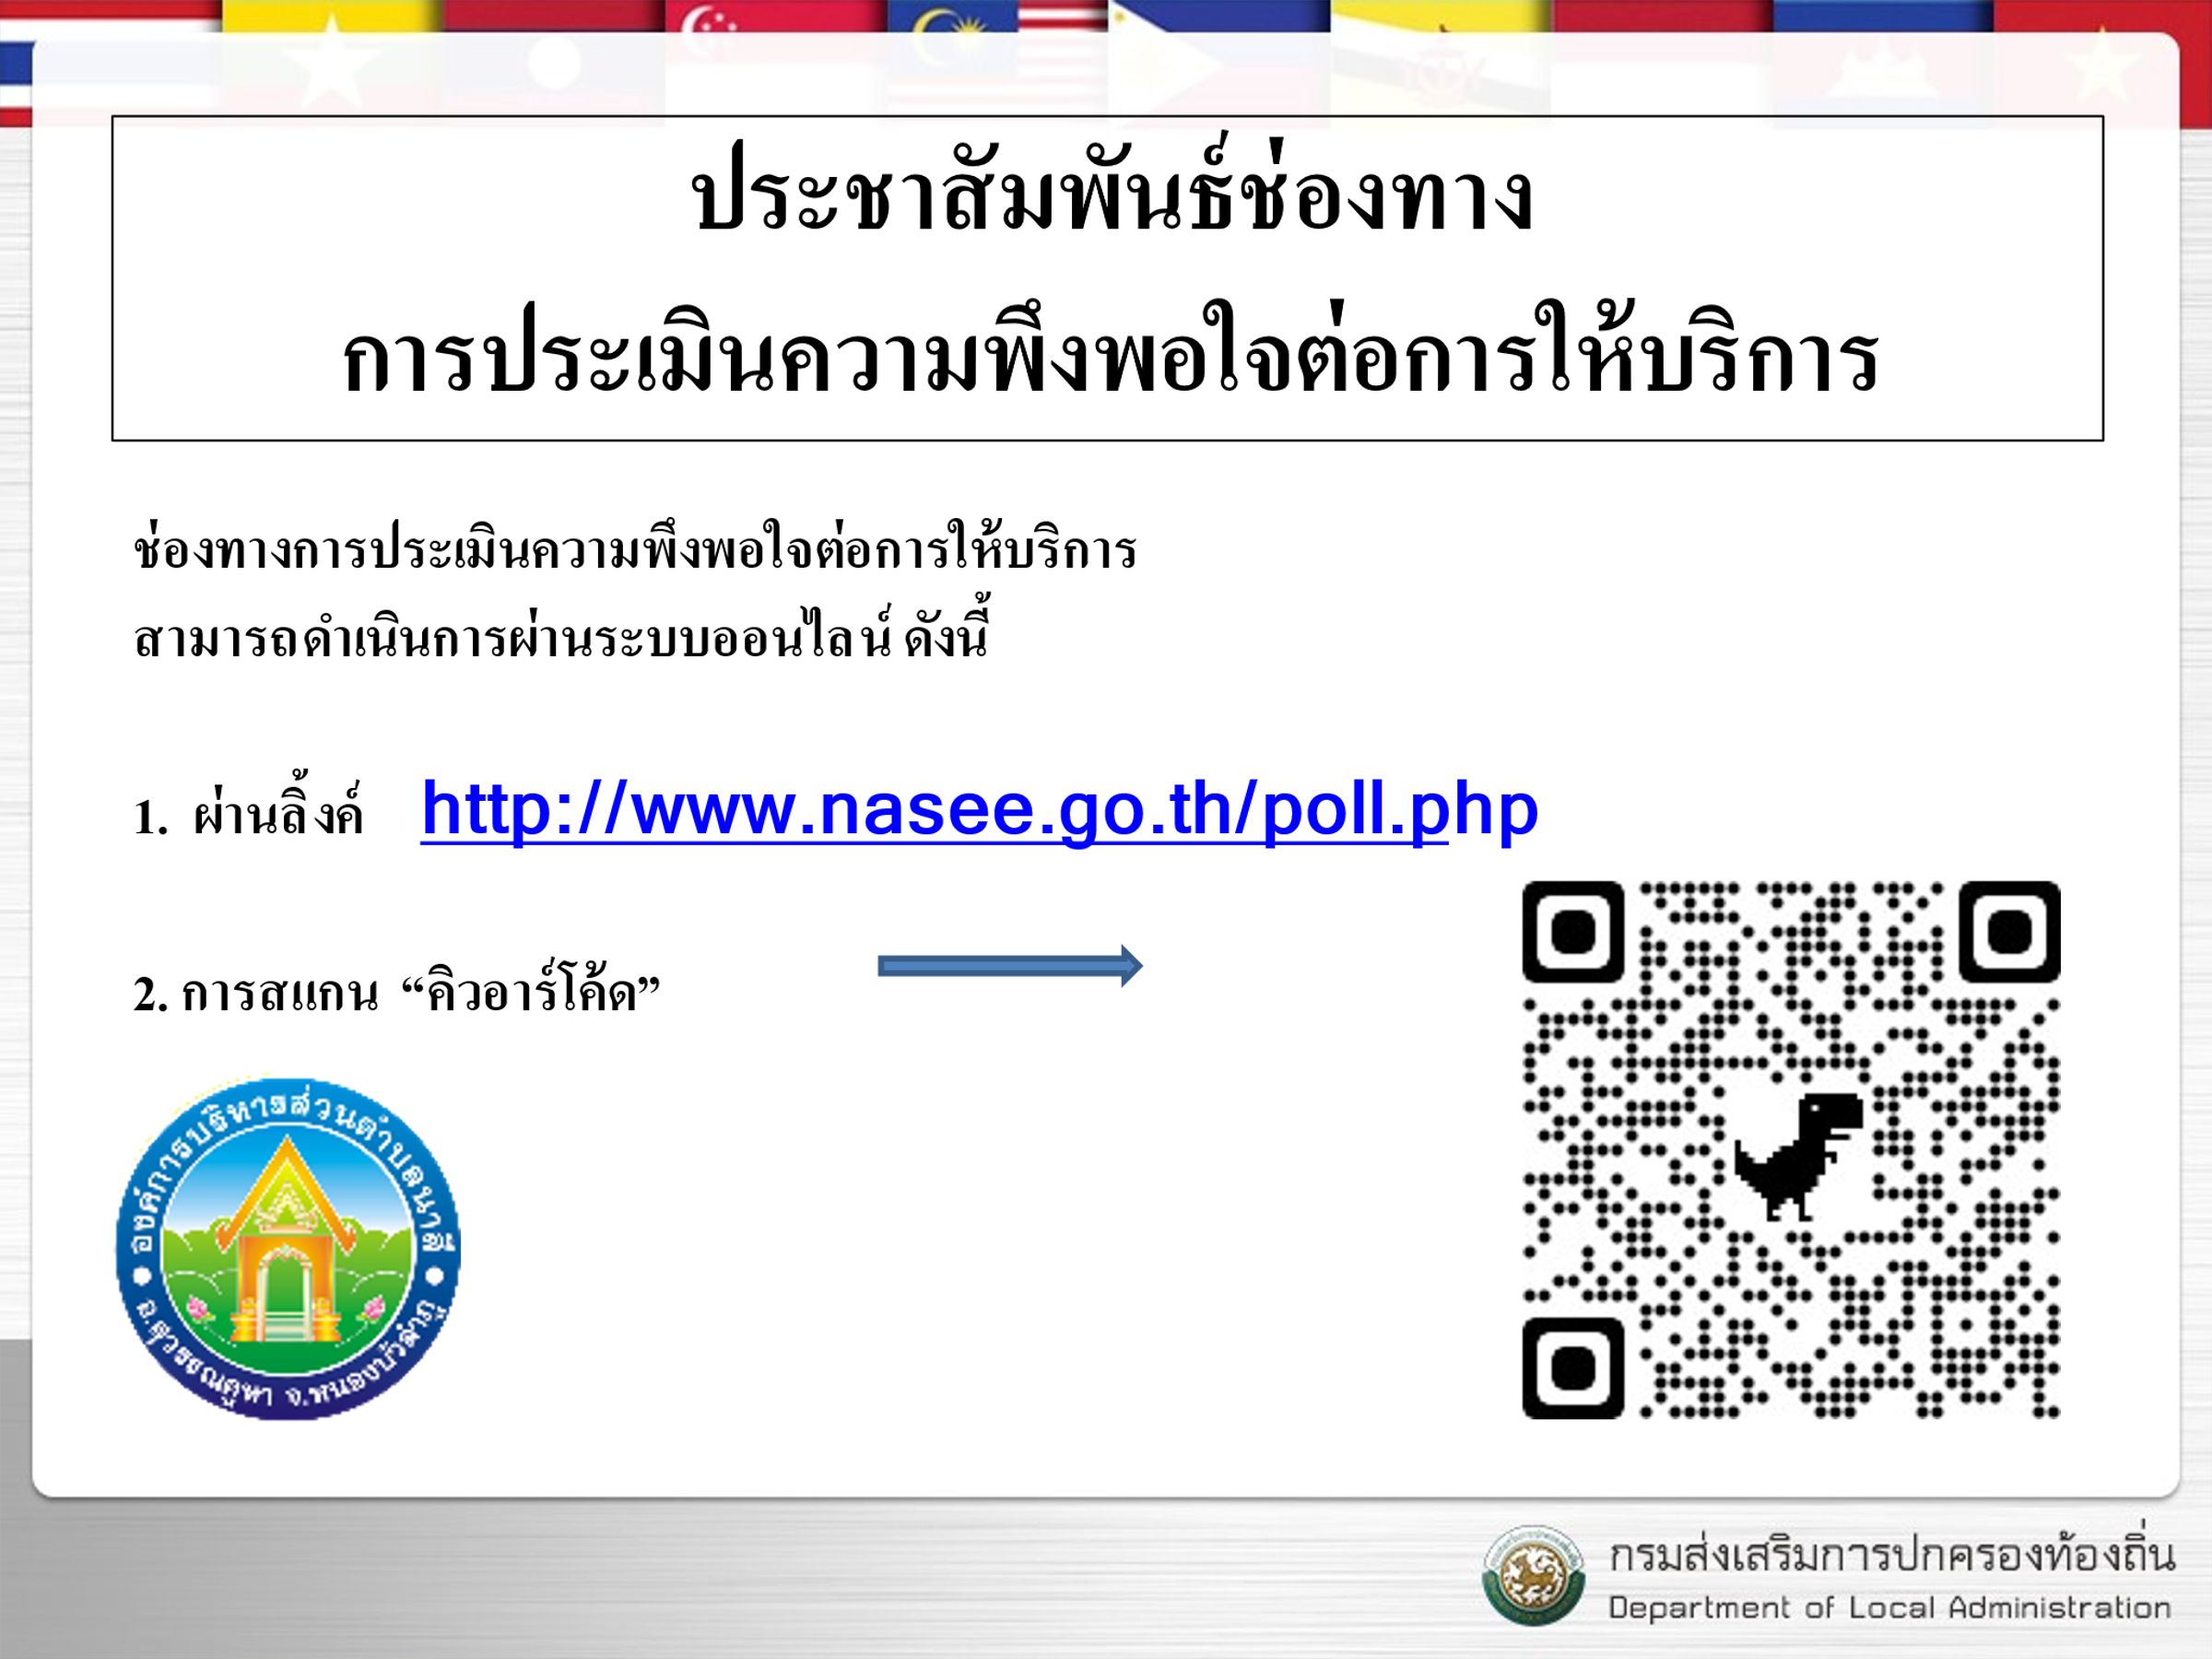 ประชาสัมพันธ์ช่องทาง
การประเมินความพึงพอใจต่อการให้บริการ
ช่องทางการประเมินความพึงพอใจต่อการให้บริการ
สามารถดำเนินการผ่านระบบออนไลน์ ดังนี้
1. ผ่านลิ้งค์ http://www.nasee.go.th/poll.php
2. การสแกน “คิวอาร์โค้ด”
องค์การบริหารส่วนตำบลนาสี
อ.สุวรรณคูหา จ.หนองบัวลำภู
กรมส่งเสริมการปกครองท้องถิ่น
Department of Local Administration